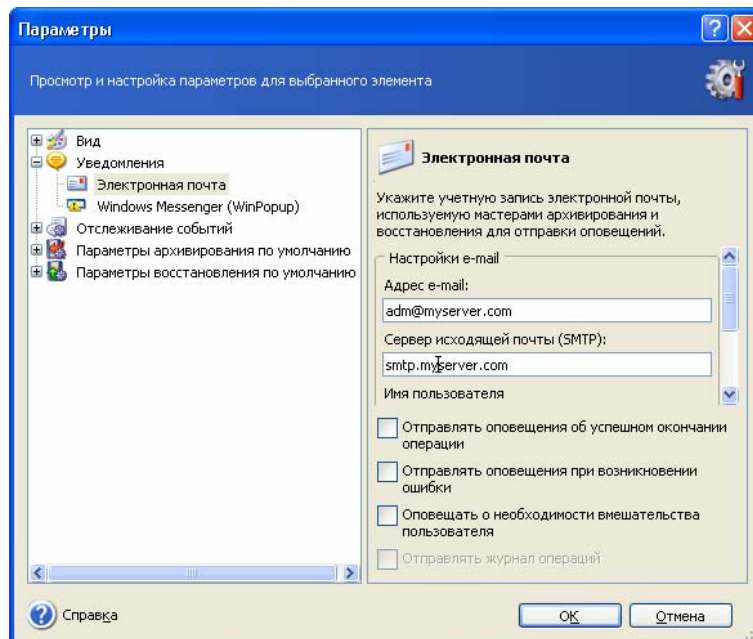 Параметры
Просмотр и настройка параметров для выбранного элемента
Вид
Уведомления
Электронная почта
Windows Messenger (WinPopup)
Отслеживание событий
Параметры архивирования по умолчанию
Параметры восстановления по умолчанию
Электронная почта
Укажите учетную запись электронной почты,
используемую мастерами архивирования и
восстановления для отправки оповещений.
Настройки e-mail
Адрес e-mail:
adm@myserver.com
Сервер исходящей почты (SMTP):
smtp.myserver.com
Имя пользователя
Отправлять оповещения об успешном окончании
операции
Отправлять оповещения при возникновении
ошибки
Оповещать о необходимости вмешательства
пользователя
Отправлять журнал операций
Справка
ОК
Отмена